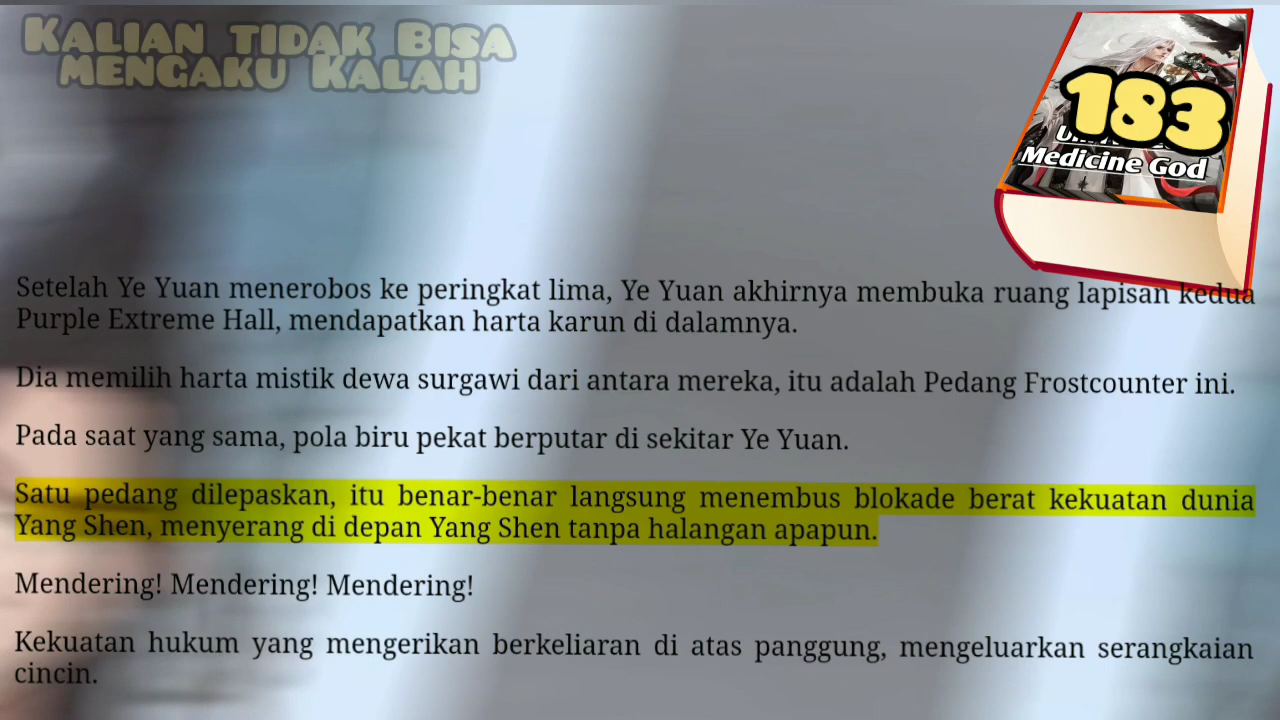 Kalian tidak Bisa
mengaku Kalah
183
Medicine God
Setelah Ye Yuan menerobos ke peringkat lima, Ye Yuan akhirnya membuka ruang lapisan kedua
Purple Extreme Hall, mendapatkan harta karun di dalamnya.
Dia memilih harta mistik dewa surgawi dari antara mereka, itu adalah Pedang Frostcounter ini.
Pada saat yang sama, pola biru pekat berputar di sekitar Ye Yuan.
Satu pedang dilepaskan, itu benar-benar langsung menembus blokade berat kekuatan dunia
Yang Shen, menyerang di depan Yang Shen tanpa halangan apapun.
Mendering! Mendering! Mendering!
Kekuatan hukum yang mengerikan berkeliaran di atas panggung, mengeluarkan serangkaian
cincin.